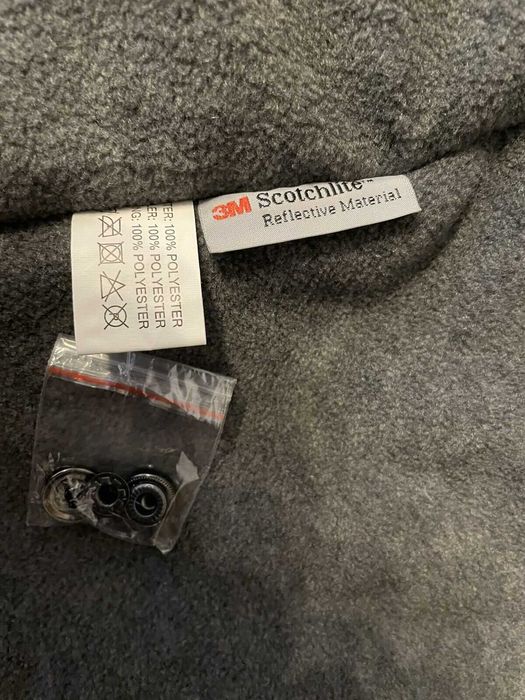 3M Scotchlite™
Reflective Material
TER: 100% POLYESTER
ER: 100% POLYESTER
G: 100% POLYESTER